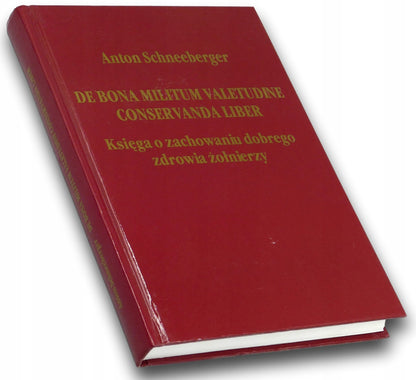 Anton Schneeberger
DE BONA MILITUM VALETUDINE
CONSERVANDA LIBER
Księga o zachowaniu dobrego
zdrowia żołnierzy